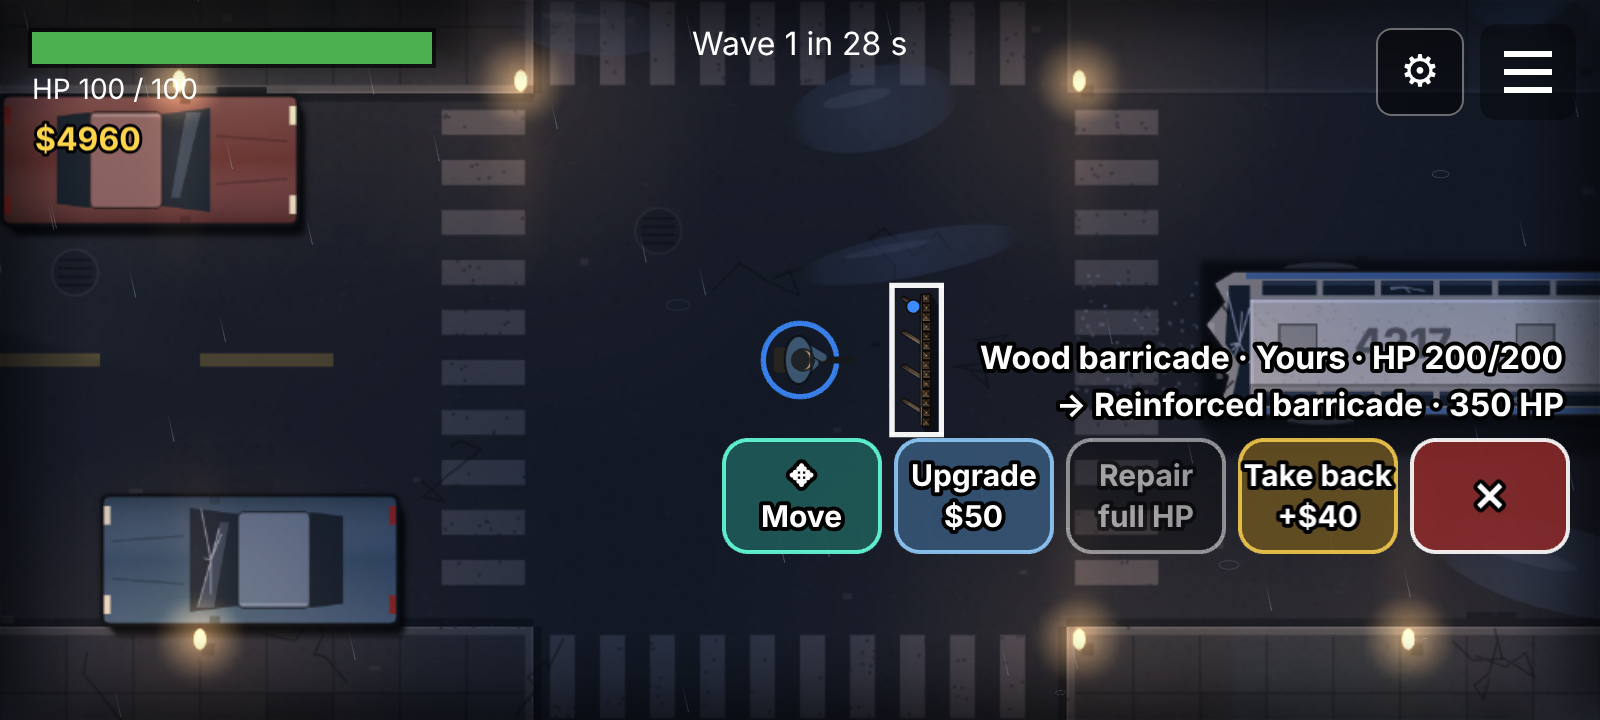 Wave 1 in 28 s
HP 100 / 100
$4960
4217
Wood barricade · Yours · HP 200/200
→ Reinforced barricade · 350 HP
Move
Upgrade
$50
Repair
full HP
Take back
+$40
×